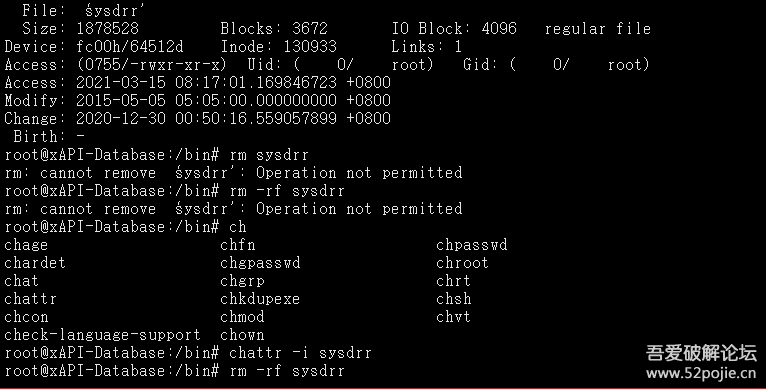 File: ‘sysdrr’
Size: 1878528 Blocks: 3672 IO Block: 4096 regular file
Device: fc00h/64512d Inode: 130933 Links: 1
Access: (0755/-rwxr-xr-x) Uid: ( 0/ root) Gid: ( 0/ root)
Access: 2021-03-15 08:17:01.169846723 +0800
Modify: 2015-05-05 05:05:00.000000000 +0800
Change: 2020-12-30 00:50:16.559057899 +0800
Birth: -
root@xAPI-Database:/bin# rm sysdrr
rm: cannot remove ‘sysdrr’: Operation not permitted
root@xAPI-Database:/bin# rm -rf sysdrr
rm: cannot remove ‘sysdrr’: Operation not permitted
root@xAPI-Database:/bin# ch
chage chfn chpasswd
chardet chgpasswd chroot
chat chgrp chrt
chattr chkdupexe chsh
chcon chmod chvt
check-language-support chown
root@xAPI-Database:/bin# chattr -i sysdrr
root@xAPI-Database:/bin# rm -rf sysdrr
吾爱破解论坛
www.52pojie.cn